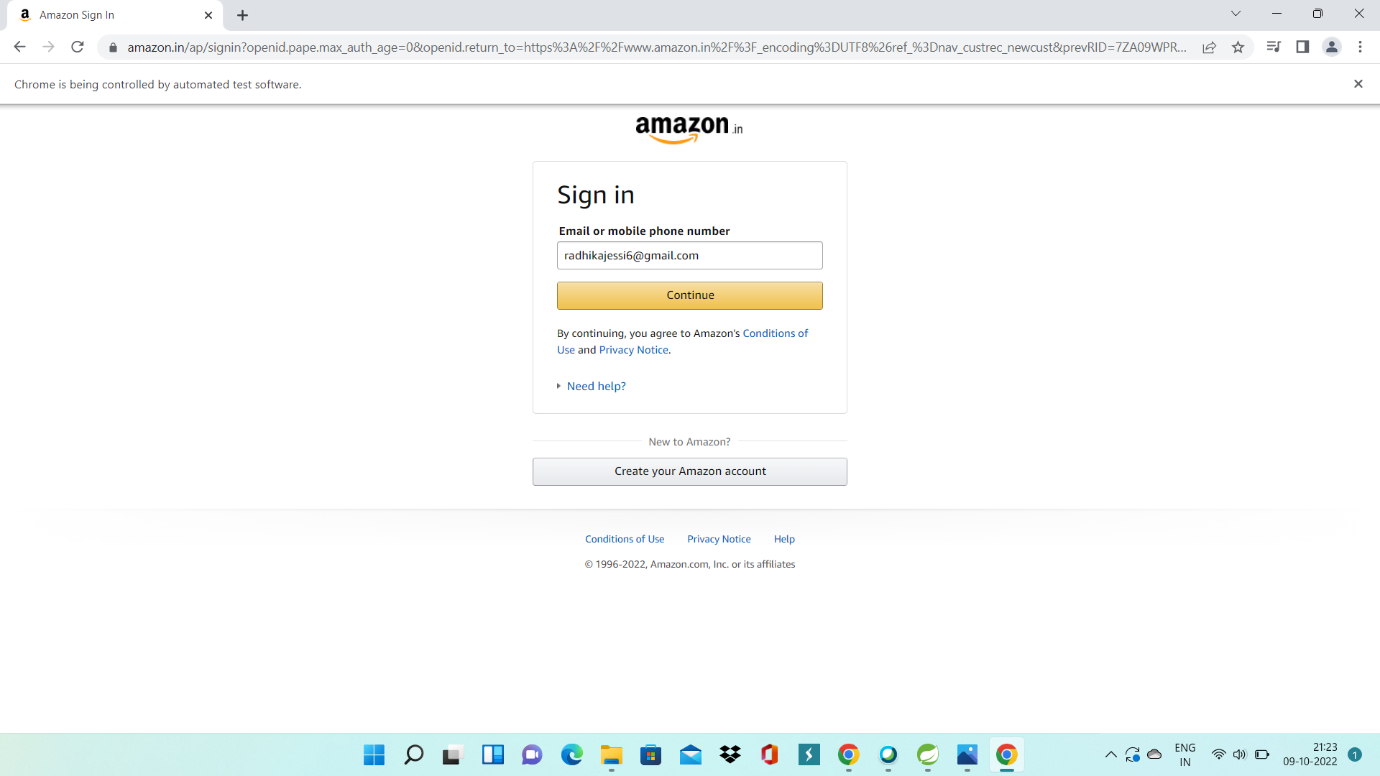 Amazon Sign In
amazon.in/ap/signin?openid.pape.max_auth_age=0&openid.return_to=https%3A%2F%2Fwww.amazon.in%2F%3F_encoding%3DUTF8%26ref_%3Dnav_custrec_newcust&prevRID=7ZA09WPR...
Chrome is being controlled by automated test software.
amazon.in
Sign in
Email or mobile phone number
radhikajessi6@gmail.com
Continue
By continuing, you agree to Amazon's Conditions of
Use and Privacy Notice.
Need help?
New to Amazon?
Create your Amazon account
Conditions of Use Privacy Notice Help
© 1996-2022, Amazon.com, Inc. or its affiliates
ENG
IN
21:23
09-10-2022
1